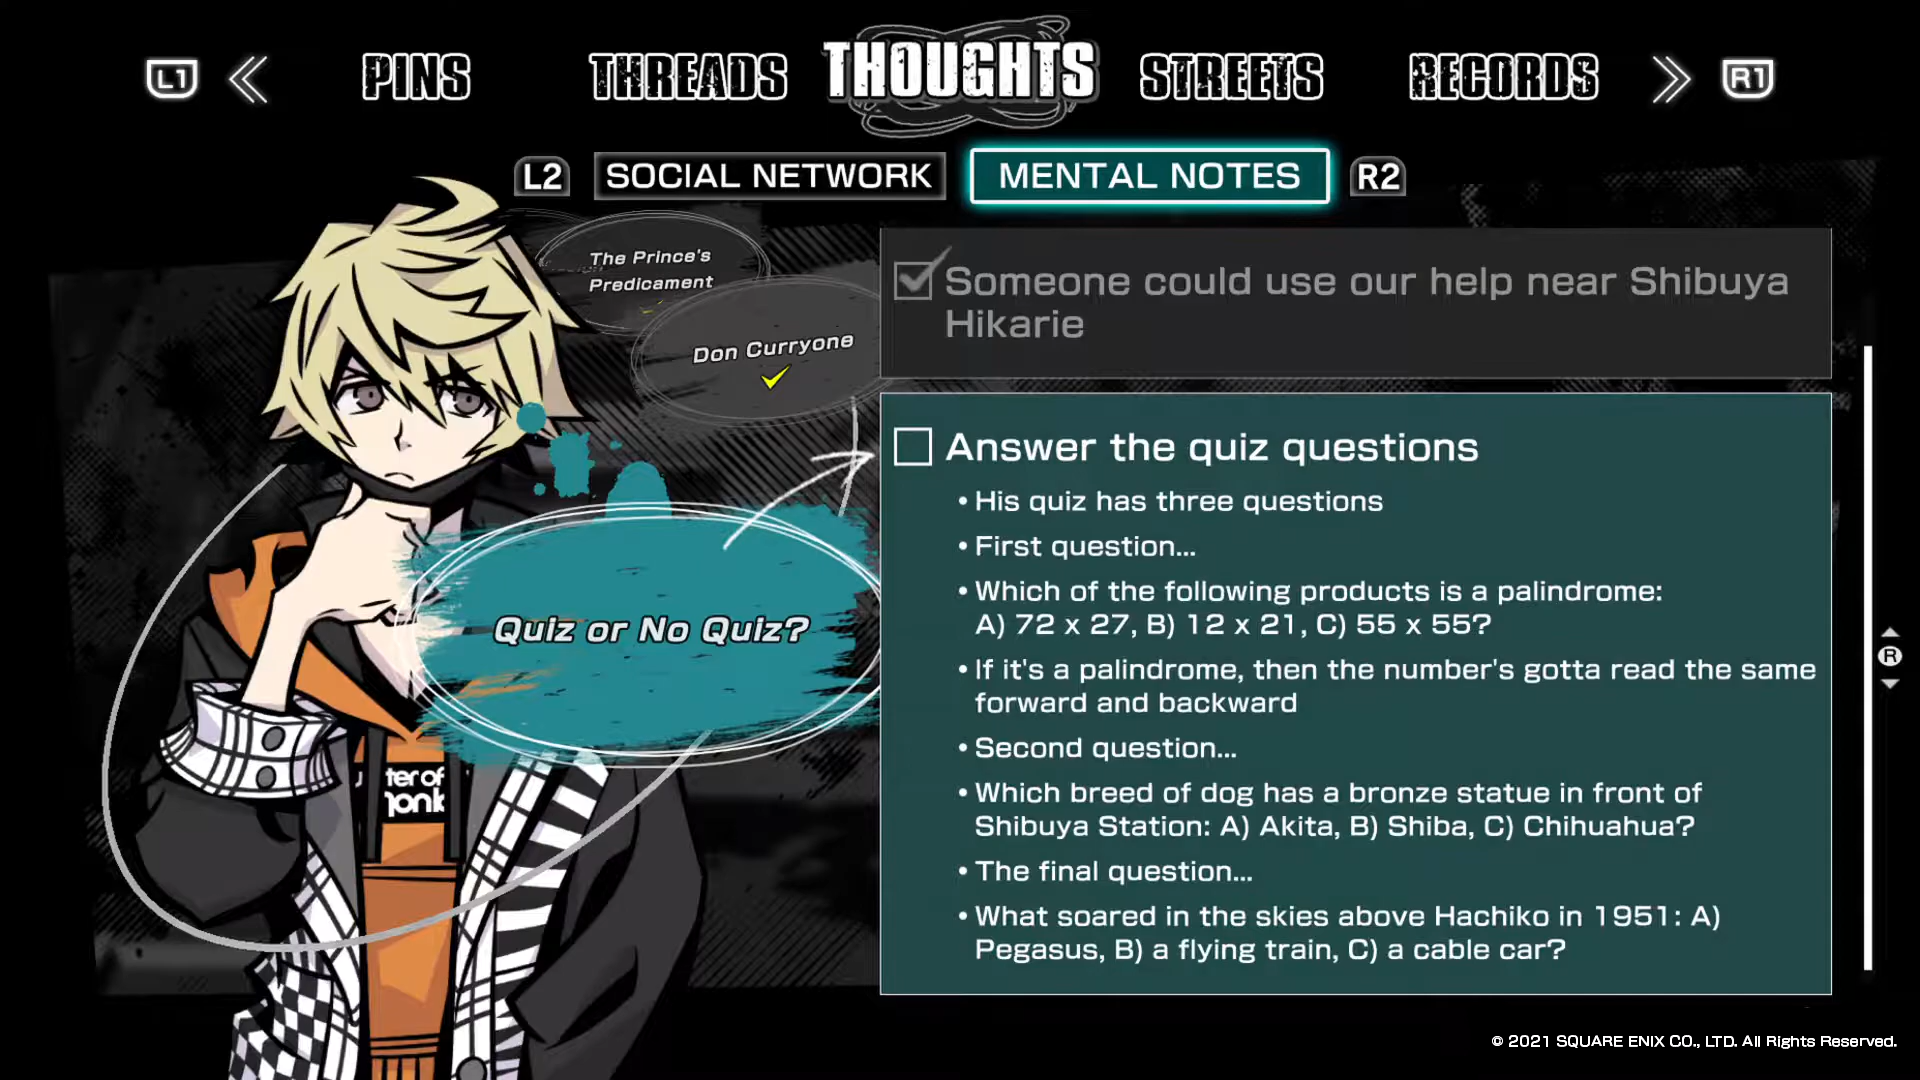 L1
PINS
THREADS
THOUGHTS
STREETS
RECORDS
R1
L2
SOCIAL NETWORK
MENTAL NOTES
R2
The Prince's
Predicament
Don Curryone
Quiz or No Quiz?
Someone could use our help near Shibuya
Hikarie
Answer the quiz questions
• His quiz has three questions
• First question...
• Which of the following products is a palindrome:
A) 72 x 27, B) 12 x 21, C) 55 x 55?
• If it's a palindrome, then the number's gotta read the same
forward and backward
• Second question...
• Which breed of dog has a bronze statue in front of
Shibuya Station: A) Akita, B) Shiba, C) Chihuahua?
• The final question...
• What soared in the skies above Hachiko in 1951: A)
Pegasus, B) a flying train, C) a cable car?
R
© 2021 SQUARE ENIX CO., LTD. All Rights Reserved.